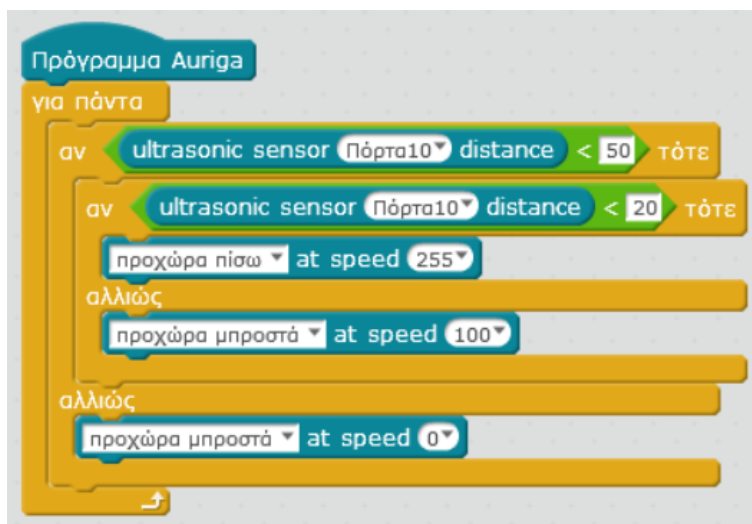 Πρόγραμμα Auriga
για πάντα
αν ultrasonic sensor Πόρτα10 distance < 50 τότε
αν ultrasonic sensor Πόρτα10 distance < 20 τότε
προχώρα πίσω at speed 255
αλλιώς
προχώρα μπροστά at speed 100
αλλιώς
προχώρα μπροστά at speed 0